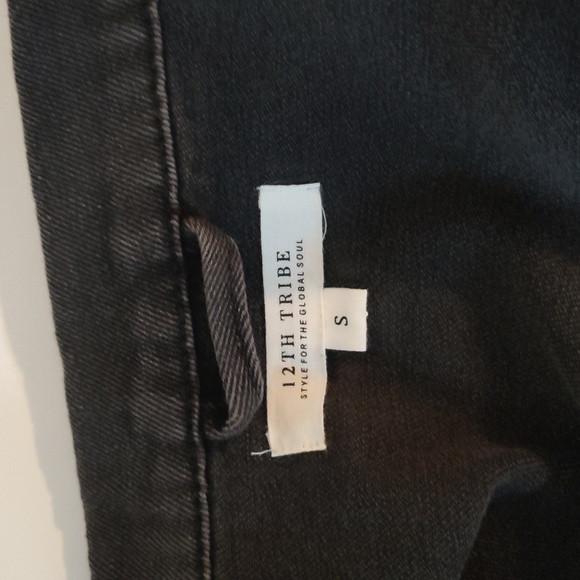 12TH TRIBE
STYLE FOR THE GLOBAL SOUL
S